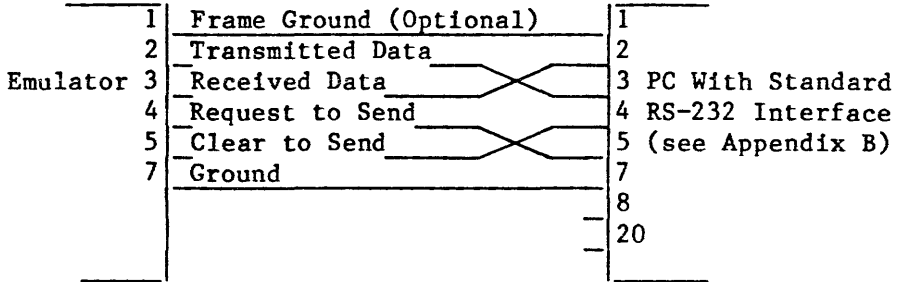 1 Frame Ground (Optional) 1
2 Transmitted Data 2
Emulator 3 Received Data 3 PC With Standard
4 Request to Send 4 RS-232 Interface
5 Clear to Send 5 (see Appendix B)
7 Ground 7
8
20